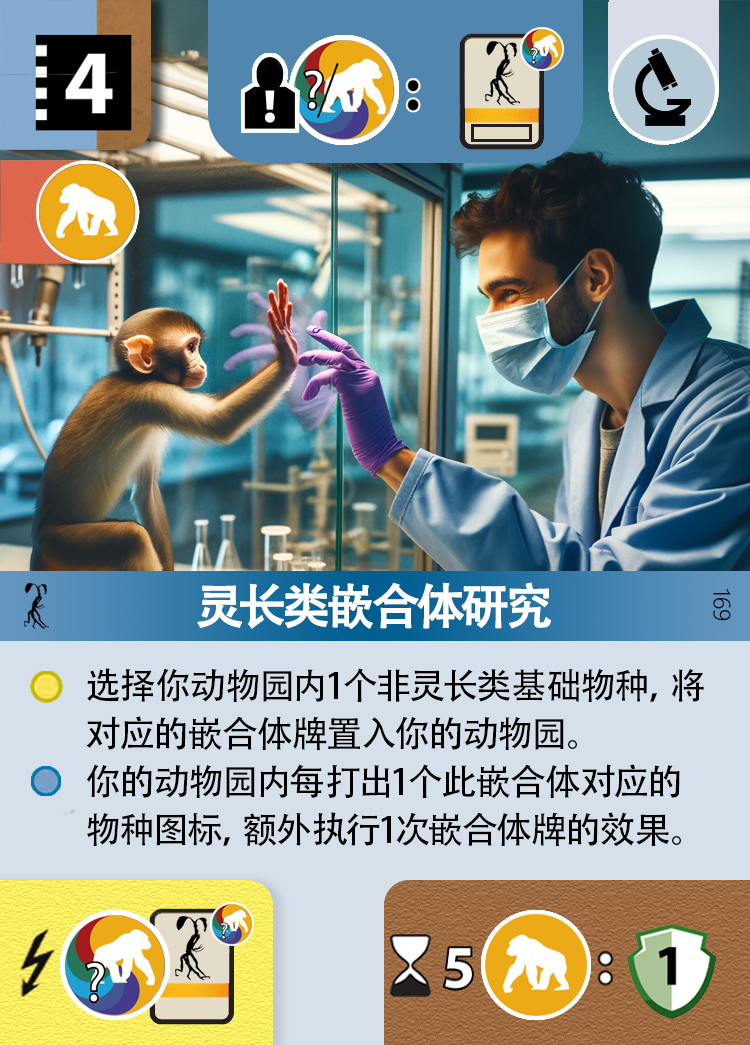 4
?/
:
灵长类嵌合体研究
169
选择你动物园内1个非灵长类基础物种，将
对应的嵌合体牌置入你的动物园。
你的动物园内每打出1个此嵌合体对应的
物种图标，额外执行1次嵌合体牌的效果。
?
5
:
1